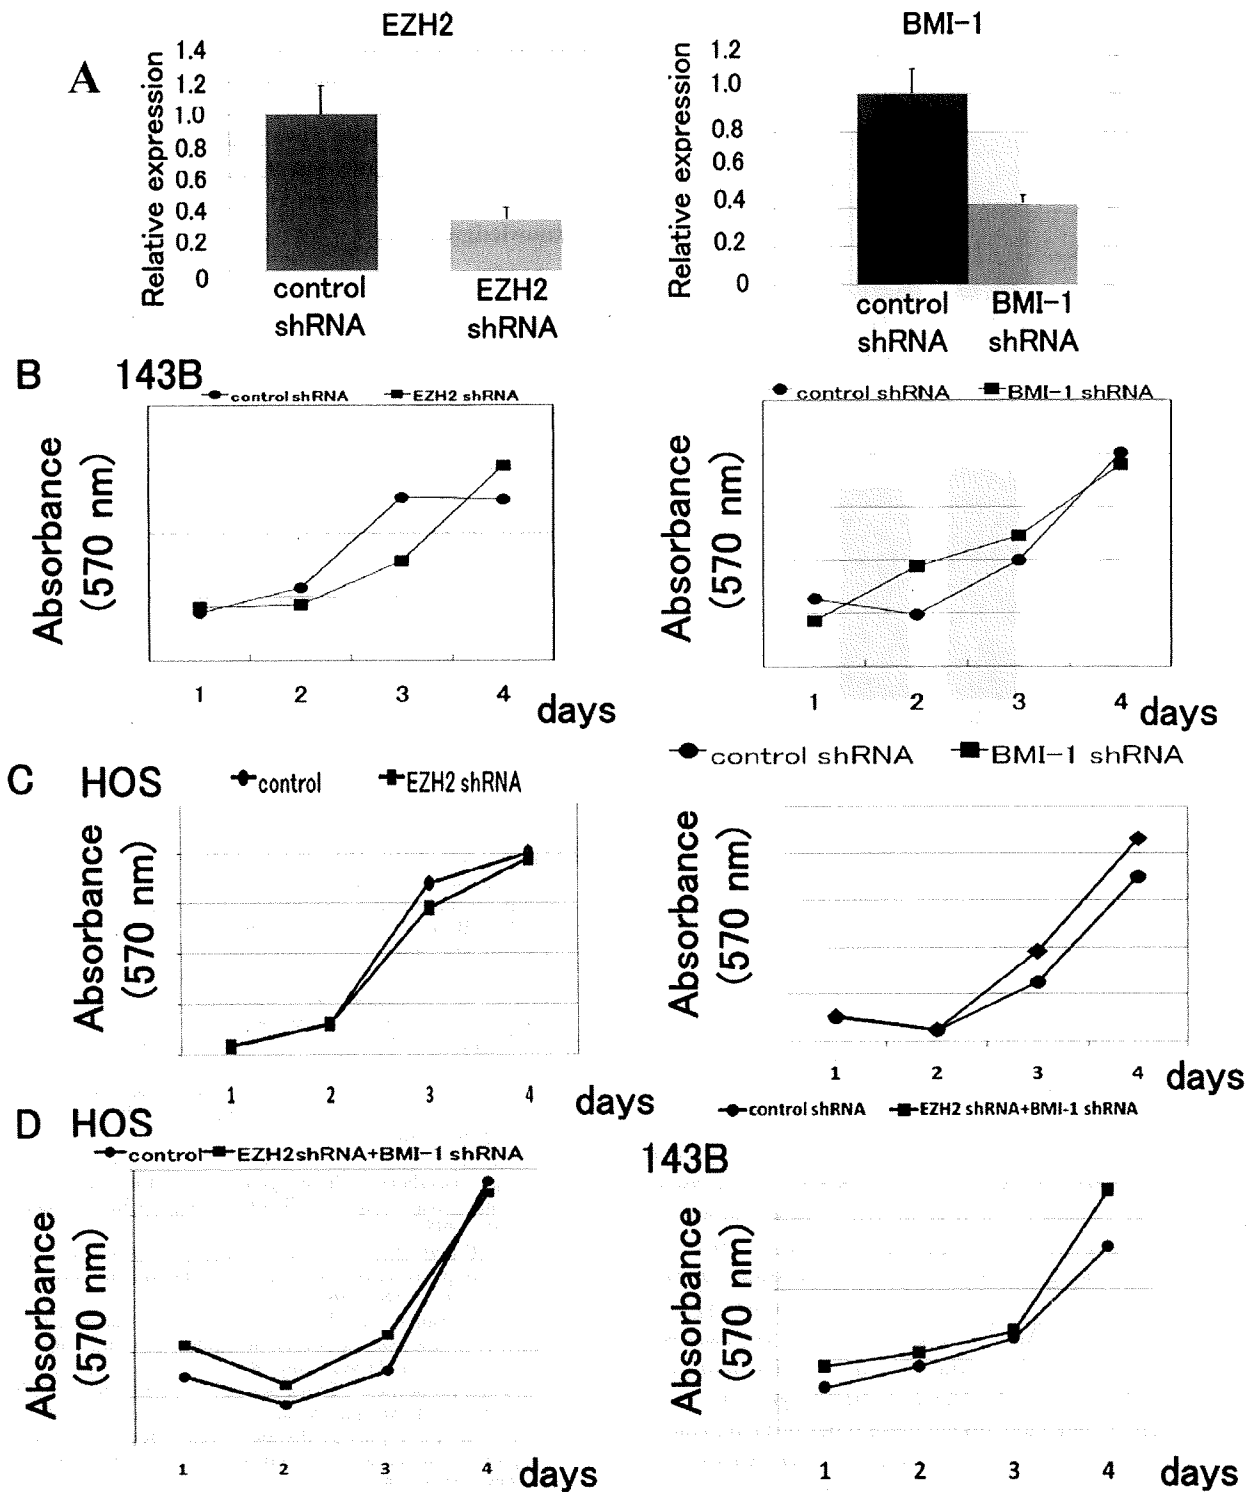 EZH2
BMI-1
A
Relative expression
1.4
1.2
1.0
0.8
0.6
0.4
0.2
0
control
shRNA
EZH2
shRNA
Relative expression
1.2
1.0
0.8
0.6
0.4
0.2
0
control
shRNA
BMI-1
shRNA
B 143B
control shRNA EZH2 shRNA
Absorbance
(570 nm)
1 2 3 4 days
control shRNA BMI-1 shRNA
Absorbance
(570 nm)
1 2 3 4 days
C HOS
control EZH2 shRNA
Absorbance
(570 nm)
1 2 3 4 days
control shRNA BMI-1 shRNA
Absorbance
(570 nm)
1 2 3 4 days
D HOS
control EZH2shRNA+BMI-1 shRNA
Absorbance
(570 nm)
1 2 3 4 days
control shRNA EZH2 shRNA+BMI-1 shRNA
143B
Absorbance
(570 nm)
1 2 3 4 days